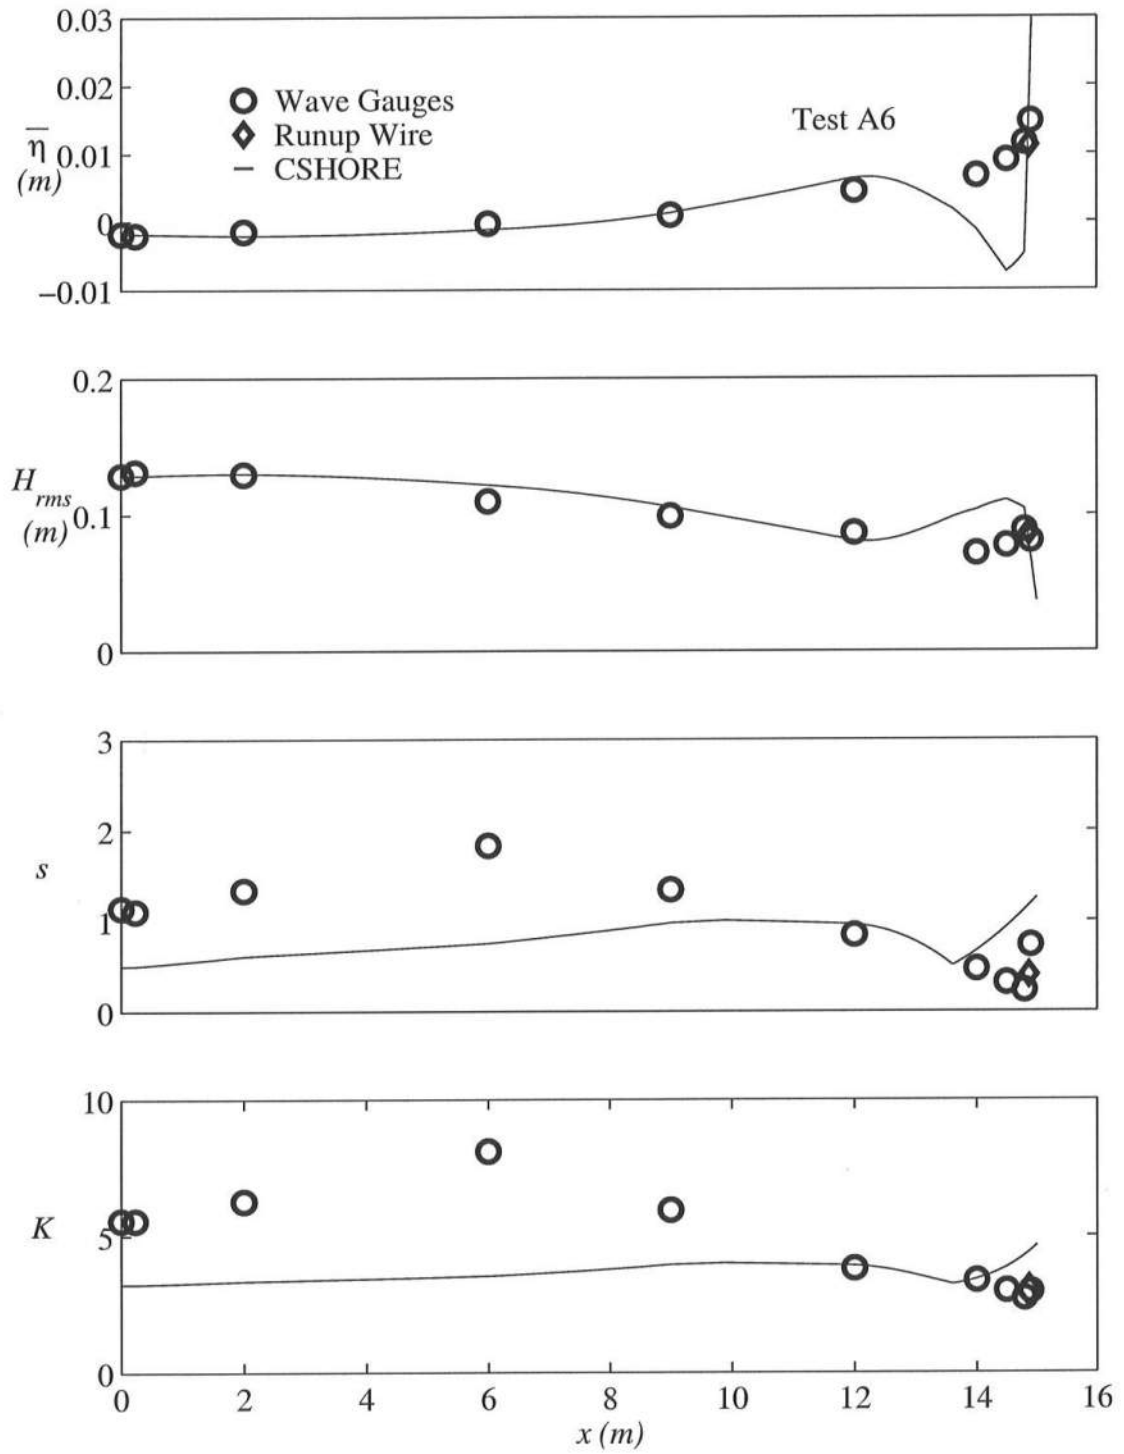 0.03
0.02
Wave Gauges
Test A6
Runup Wire
η̅
0.01
(m)
CSHORE
0
−0.01
0.2
H rms
(m)
0.1
0
3
2
s
1
0
10
K
5
0
0 2 4 6 8 10 12 14 16
x (m)